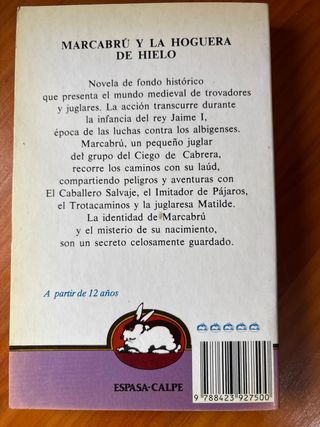 MARCABRÚ Y LA HOGUERA
DE HIELO
Novela de fondo histórico
que presenta el mundo medieval de trovadores
y juglares. La acción transcurre durante
la infancia del rey Jaime I,
época de las luchas contra los albigenses.
Marcabrú, un pequeño juglar
del grupo del Ciego de Cabrera,
recorre los caminos con su laúd,
compartiendo peligros y aventuras con
El Caballero Salvaje, el Imitador de Pájaros,
el Trotacaminos y la juglaresa Matilde.
La identidad de Marcabrú
y el misterio de su nacimiento,
son un secreto celosamente guardado.
A partir de 12 años
ESPASA-CALPE
9 788423 927500